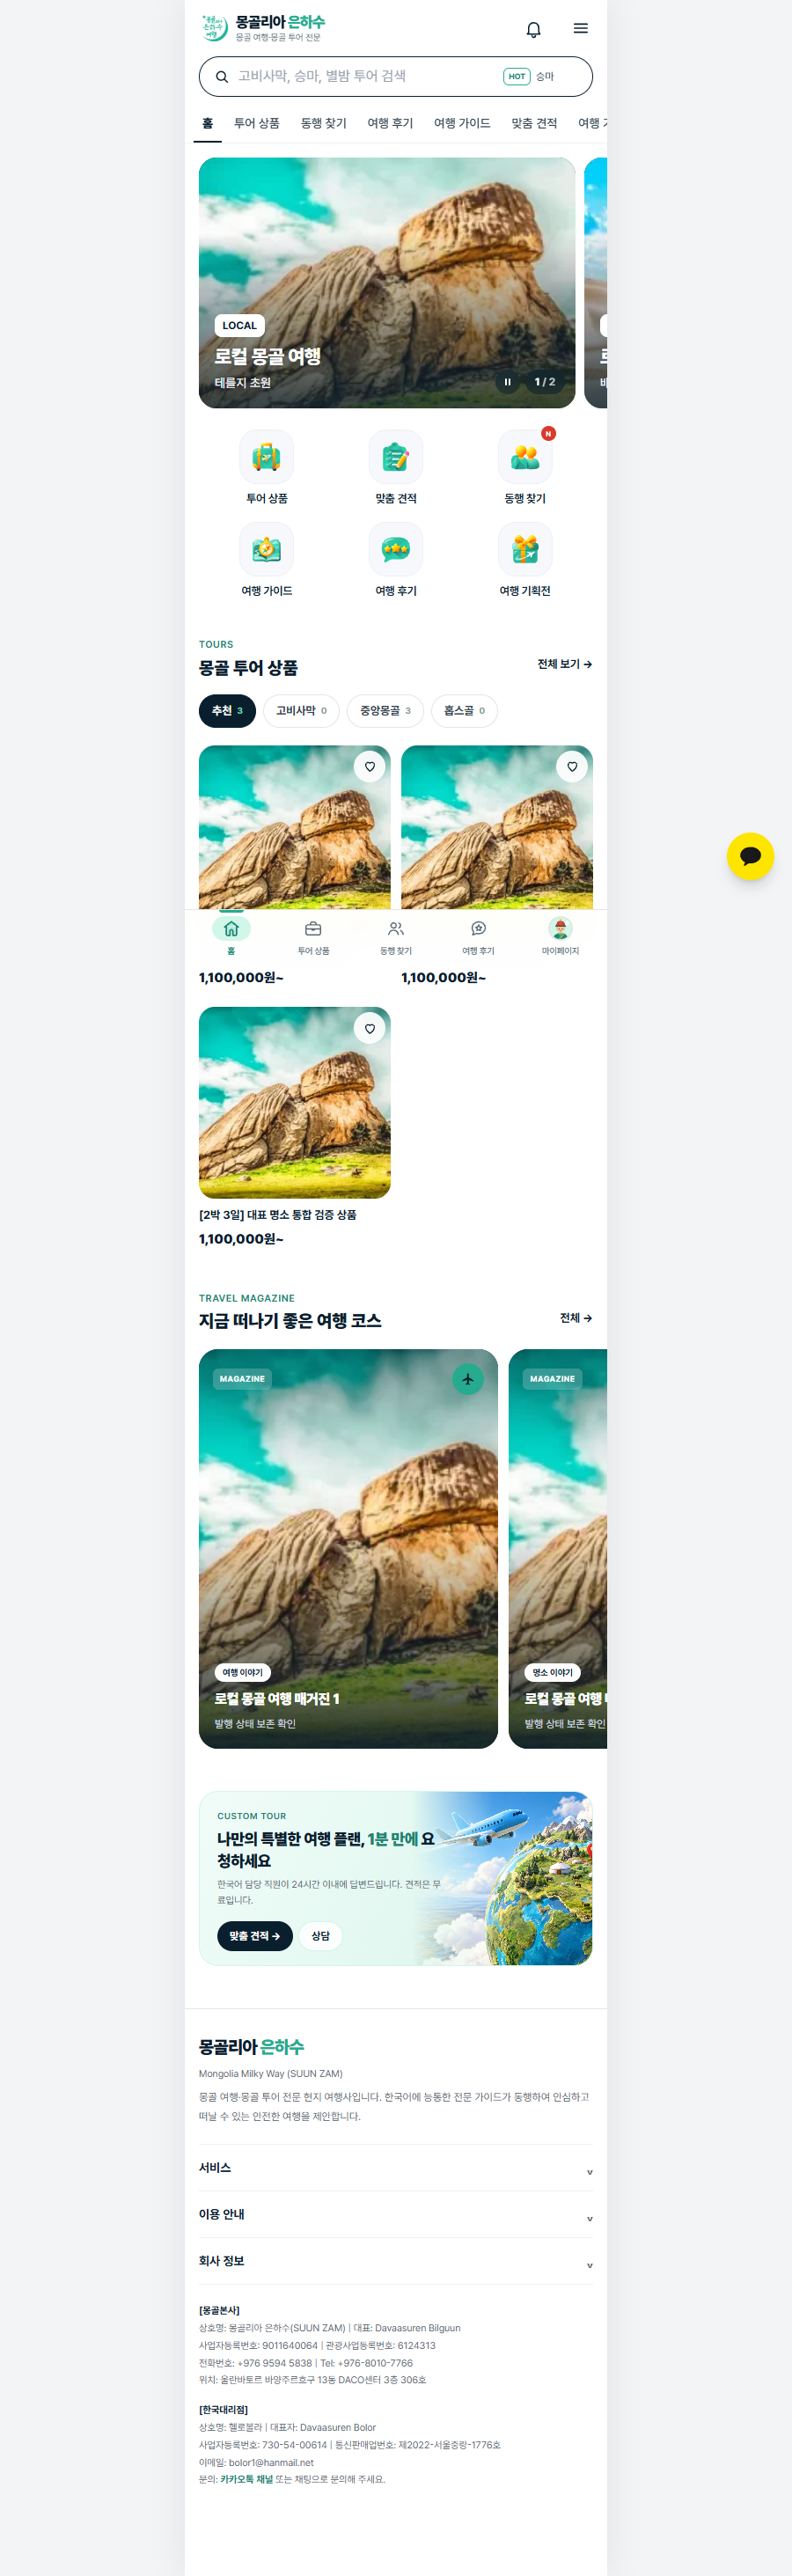 몽골리아 은하수
몽골 여행·몽골 투어 전문
고비사막, 승마, 별밤 투어 검색
HOT 승마
홈 투어 상품 동행 찾기 여행 후기 여행 가이드 맞춤 견적 여행
LOCAL
로컬 몽골 여행
테를지 초원
1 / 2
N
투어 상품 맞춤 견적 동행 찾기
여행 가이드 여행 후기 여행 기획전
TOURS
몽골 투어 상품
전체 보기 →
추천 3 고비사막 0 중앙몽골 3 홉스골 0
홈 투어 상품 동행 찾기 여행 후기 마이페이지
1,100,000원~ 1,100,000원~
[2박 3일] 대표 명소 통합 검증 상품
1,100,000원~
TRAVEL MAGAZINE
지금 떠나기 좋은 여행 코스
전체 →
MAGAZINE
여행 이야기
로컬 몽골 여행 매거진 1
발행 상태 보존 확인
MAGAZINE
명소 이야기
로컬 몽골 여행
발행 상태 보존 확인
CUSTOM TOUR
나만의 특별한 여행 플랜, 1분 만에 요
청하세요
한국어 담당 직원이 24시간 이내에 답변드립니다. 견적은 무
료입니다.
맞춤 견적 → 상담
몽골리아 은하수
Mongolia Milky Way (SUUN ZAM)
몽골 여행·몽골 투어 전문 현지 여행사입니다. 한국어에 능통한 전문 가이드가 동행하여 안심하고
떠날 수 있는 안전한 여행을 제안합니다.
서비스
이용 안내
회사 정보
[몽골본사]
상호명: 몽골리아 은하수(SUUN ZAM) | 대표: Davaasuren Bilguun
사업자등록번호: 9011640064 | 관광사업등록번호: 6124313
전화번호: +976 9594 5838 | Tel: +976-8010-7766
위치: 울란바토르 바양주르흐구 13동 DACO센터 3층 306호
[한국대리점]
상호명: 헬로볼라 | 대표자: Davaasuren Bolor
사업자등록번호: 730-54-00614 | 통신판매업번호: 제2022-서울중랑-1776호
이메일: bolor1@hanmail.net
문의: 카카오톡 채널 또는 채팅으로 문의해 주세요.